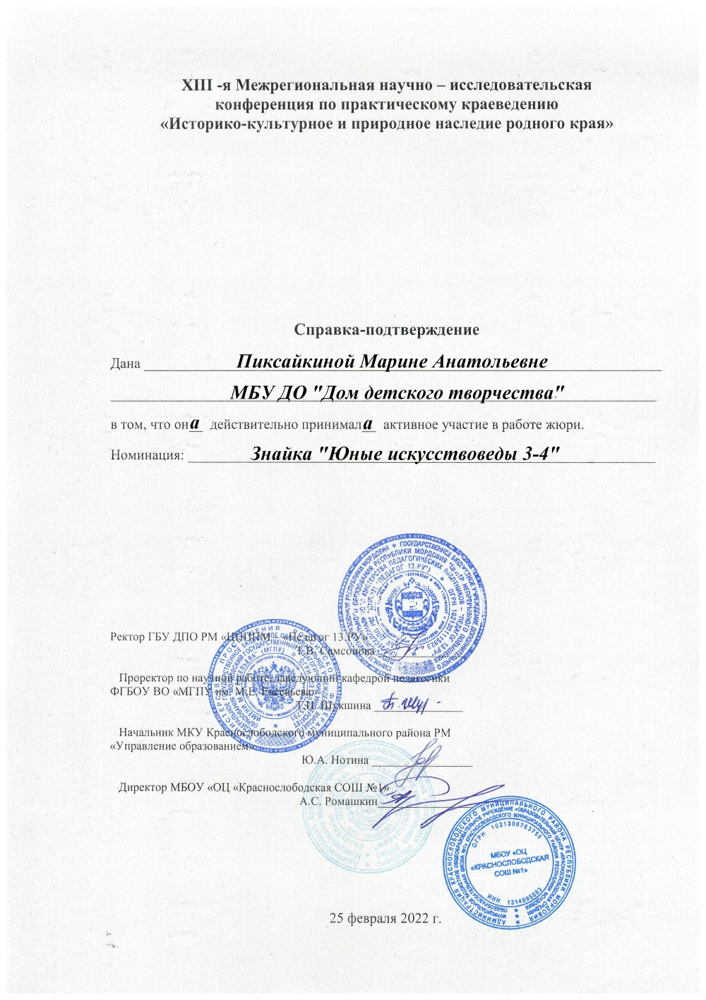 XIII -я Межрегиональная научно – исследовательская
конференция по практическому краеведению
«Историко-культурное и природное наследие родного края»
Справка-подтверждение
Дана Пиксайкиной Марине Анатольевне
МБУ ДО "Дом детского творчества"
в том, что она действительно принимала активное участие в работе жюри.
Номинация: Знайка "Юные искусствоведы 3-4"
Ректор ГБУ ДПО РМ «ЦНППМ – «Педагог 13.РУ»
Т.В. Самсонова
Проректор по научной работе, заведующий кафедрой педагогики
ФГБОУ ВО «МГПУ им. М.Е. Евсевьева»
Т.И. Шукшина
Начальник МКУ Краснослободского муниципального района РМ
«Управление образованием»
Ю.А. Нотина
Директор МБОУ «ОЦ «Краснослободская СОШ №1»
А.С. Ромашкин
ОГРН 1021300763758
МБОУ «ОЦ
«КРАСНОСЛОБОДСКАЯ
СОШ №1»
ИНН 1314095083
25 февраля 2022 г.